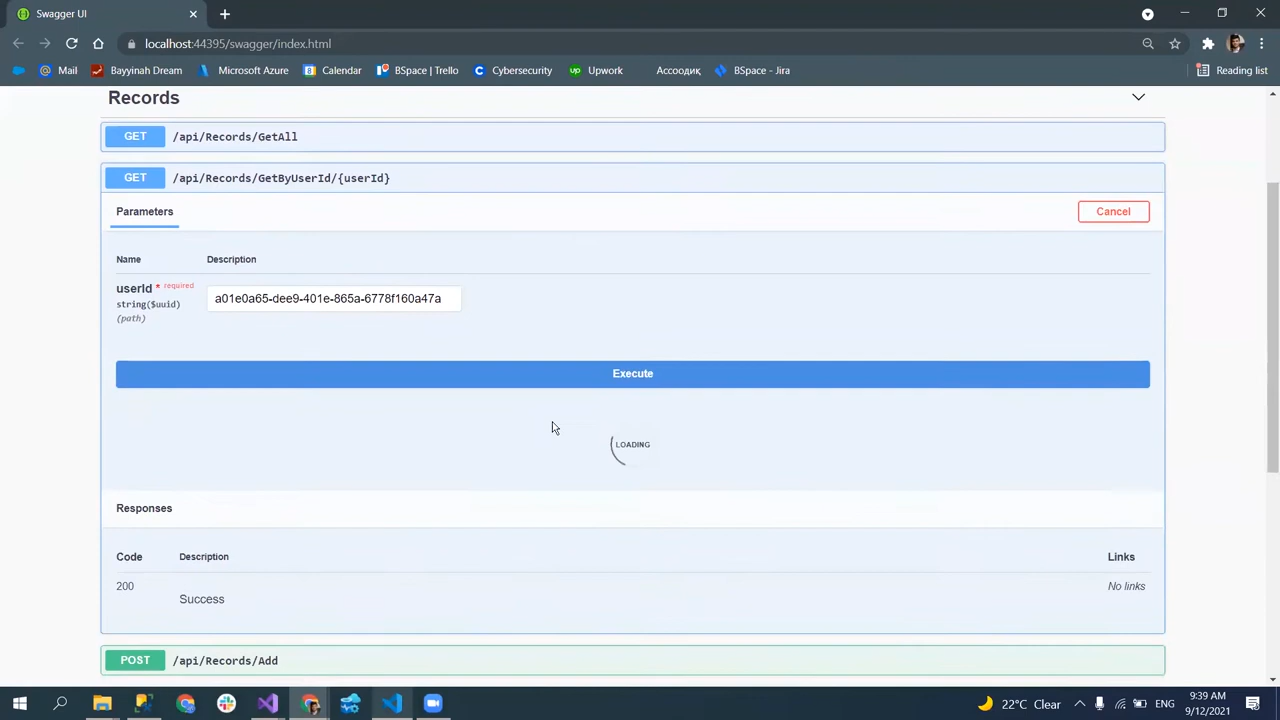 Swagger UI
localhost:44395/swagger/index.html
Mail
Bayyinah Dream
Microsoft Azure
Calendar
BSpace | Trello
Cybersecurity
Upwork
Ассоодик
BSpace - Jira
Reading list
Records
GET /api/Records/GetAll
GET /api/Records/GetByUserId/{userId}
Parameters
Cancel
Name Description
userId * required
string($uuid)
(path)
a01e0a65-dee9-401e-865a-6778f160a47a
Execute
LOADING
Responses
Code Description Links
200 No links
Success
POST /api/Records/Add
22°C Clear
ENG
9:39 AM
9/12/2021